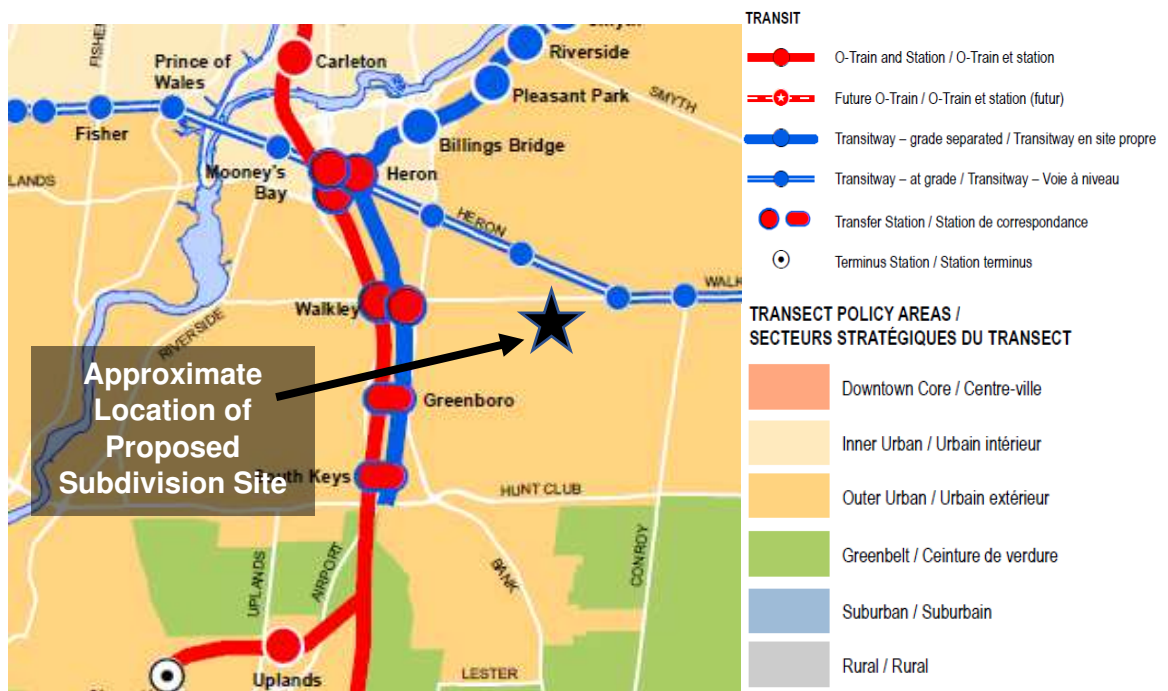 FISHER
Prince of
Wales
Carleton
Riverside
Pleasant Park
SMYTH
Fisher
Billings Bridge
LANDS
Mooney's
Bay
Heron
HERON
WALK
Walkley
RIVERSIDE
Approximate
Location of
Proposed
Subdivision Site
Greenboro
South Keys
HUNT CLUB
UPLANDS
AIRPORT
BANK
CONROY
LESTER
Uplands
TRANSIT
O-Train and Station / O-Train et station
Future O-Train / O-Train et station (futur)
Transitway – grade separated / Transitway en site propre
Transitway – at grade / Transitway – Voie à niveau
Transfer Station / Station de correspondance
Terminus Station / Station terminus
TRANSECT POLICY AREAS /
SECTEURS STRATÉGIQUES DU TRANSECT
Downtown Core / Centre-ville
Inner Urban / Urbain intérieur
Outer Urban / Urbain extérieur
Greenbelt / Ceinture de verdure
Suburban / Suburbain
Rural / Rural